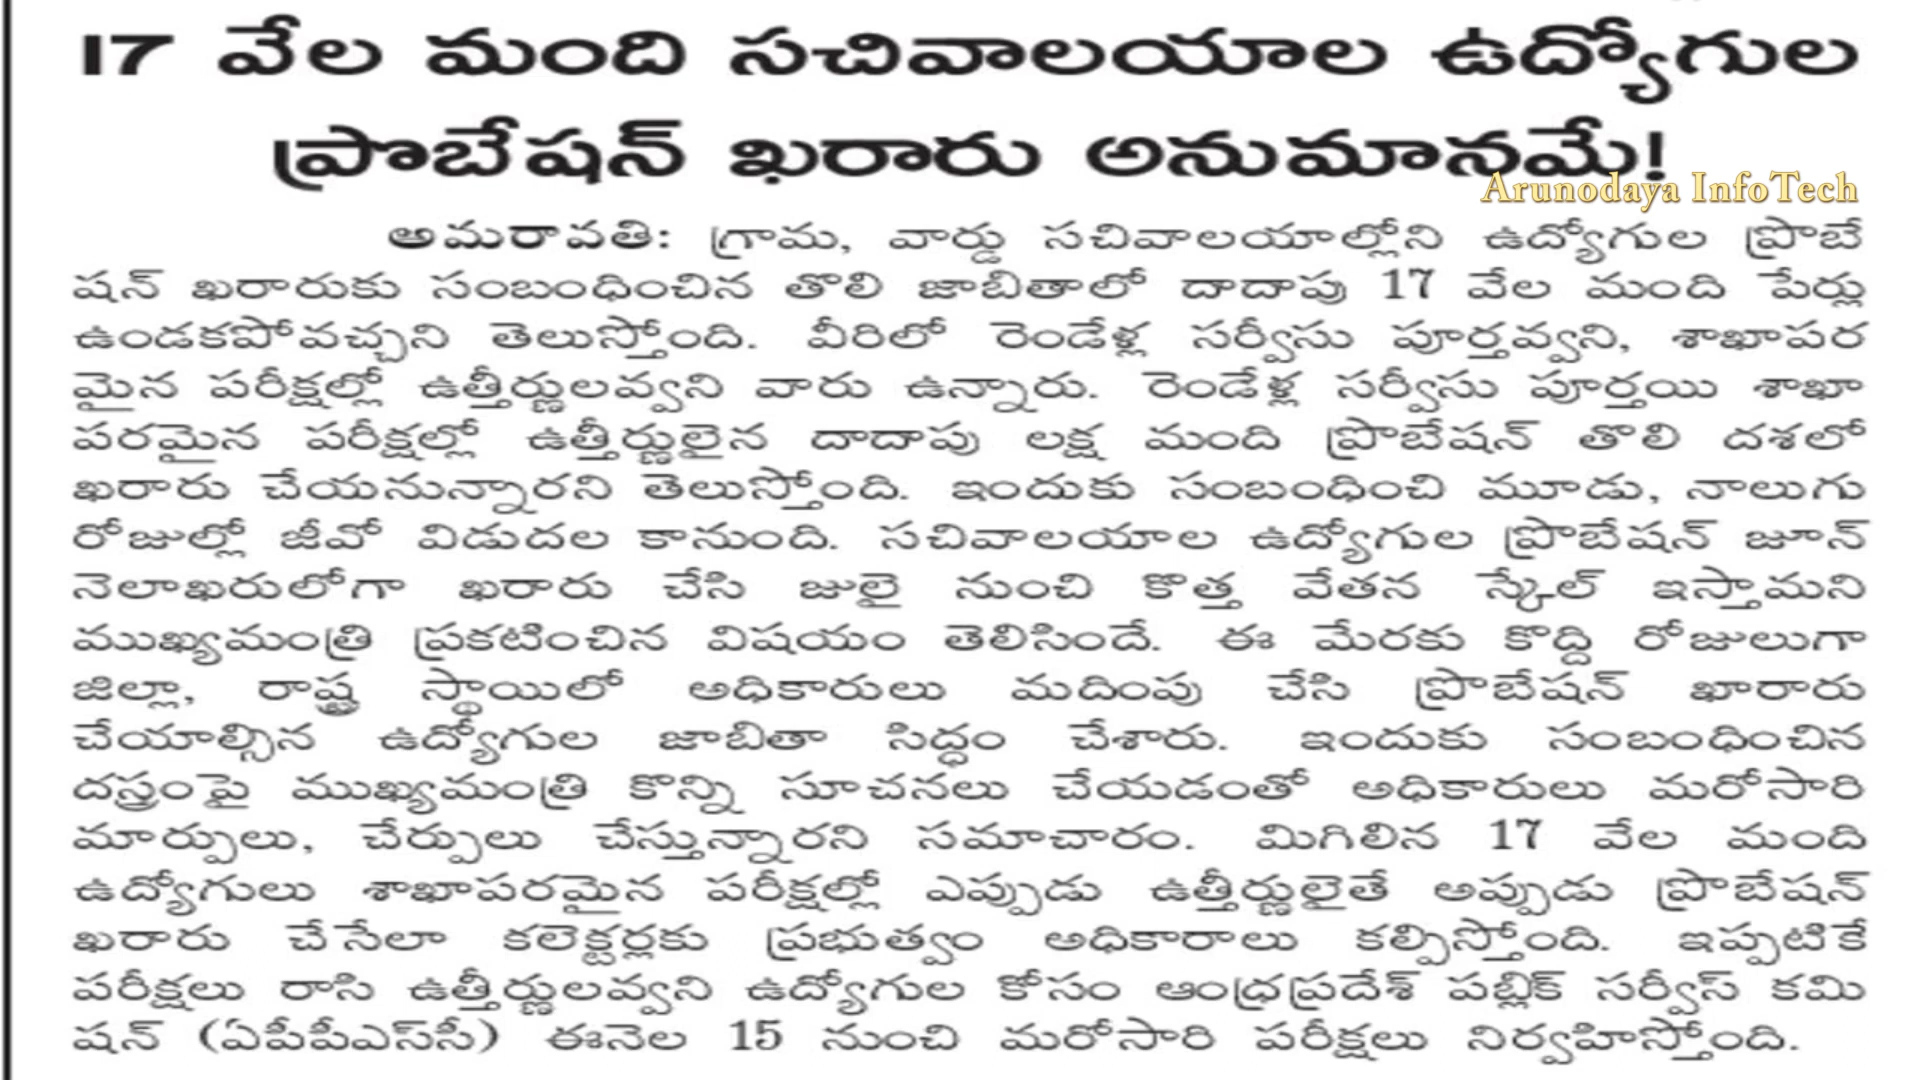 17 వేల మంది సచివాలయాల ఉద్యోగుల
ప్రొబేషన్ ఖరారు అనుమానమే!
Arunodaya InfoTech
అమరావతి: గ్రామ, వార్డు సచివాలయాల్లోని ఉద్యోగుల ప్రొబే
షన్ ఖరారుకు సంబంధించిన తొలి జాబితాలో దాదాపు 17 వేల మంది పేర్లు
ఉండకపోవచ్చని తెలుస్తోంది. వీరిలో రెండేళ్ల సర్వీసు పూర్తవ్వని, శాఖాపర
మైన పరీక్షల్లో ఉత్తీర్ణులవ్వని వారు ఉన్నారు. రెండేళ్ల సర్వీసు పూర్తయి శాఖా
పరమైన పరీక్షల్లో ఉత్తీర్ణులైన దాదాపు లక్ష మంది ప్రొబేషన్ తొలి దశలో
ఖరారు చేయనున్నారని తెలుస్తోంది. ఇందుకు సంబంధించి మూడు, నాలుగు
రోజుల్లో జీవో విడుదల కానుంది. సచివాలయాల ఉద్యోగుల ప్రొబేషన్ జూన్
నెలాఖరులోగా ఖరారు చేసి జులై నుంచి కొత్త వేతన స్కేల్ ఇస్తామని
ముఖ్యమంత్రి ప్రకటించిన విషయం తెలిసిందే. ఈ మేరకు కొద్ది రోజులుగా
జిల్లా, రాష్ట్ర స్థాయిలో అధికారులు మదింపు చేసి ప్రొబేషన్ ఖారారు
చేయాల్సిన ఉద్యోగుల జాబితా సిద్ధం చేశారు. ఇందుకు సంబంధించిన
దస్త్రంపై ముఖ్యమంత్రి కొన్ని సూచనలు చేయడంతో అధికారులు మరోసారి
మార్పులు, చేర్పులు చేస్తున్నారని సమాచారం. మిగిలిన 17 వేల మంది
ఉద్యోగులు శాఖాపరమైన పరీక్షల్లో ఎప్పుడు ఉత్తీర్ణులైతే అప్పుడు ప్రొబేషన్
ఖరారు చేసేలా కలెక్టర్లకు ప్రభుత్వం అధికారాలు కల్పిస్తోంది. ఇప్పటికే
పరీక్షలు రాసి ఉత్తీర్ణులవ్వని ఉద్యోగుల కోసం ఆంధ్రప్రదేశ్ పబ్లిక్ సర్వీస్ కమి
షన్ (ఏపీపీఎస్‌సీ) ఈనెల 15 నుంచి మరోసారి పరీక్షలు నిర్వహిస్తోంది.